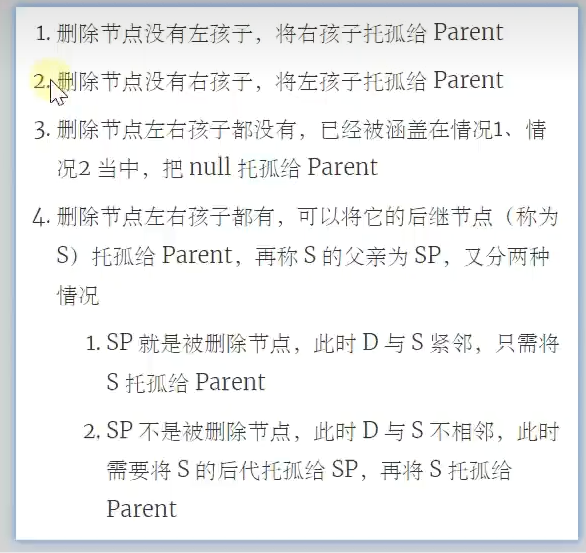 1. 删除节点没有左孩子，将右孩子托孤给 Parent
2. 删除节点没有右孩子，将左孩子托孤给 Parent
3. 删除节点左右孩子都没有，已经被涵盖在情况1、情
况2 当中，把 null 托孤给 Parent
4. 删除节点左右孩子都有，可以将它的后继节点（称为
S）托孤给 Parent，再称 S 的父亲为 SP，又分两种
情况
1. SP 就是被删除节点，此时 D 与 S 紧邻，只需将
S 托孤给 Parent
2. SP 不是被删除节点，此时 D 与 S 不相邻，此时
需要将 S 的后代托孤给 SP，再将 S 托孤给
Parent